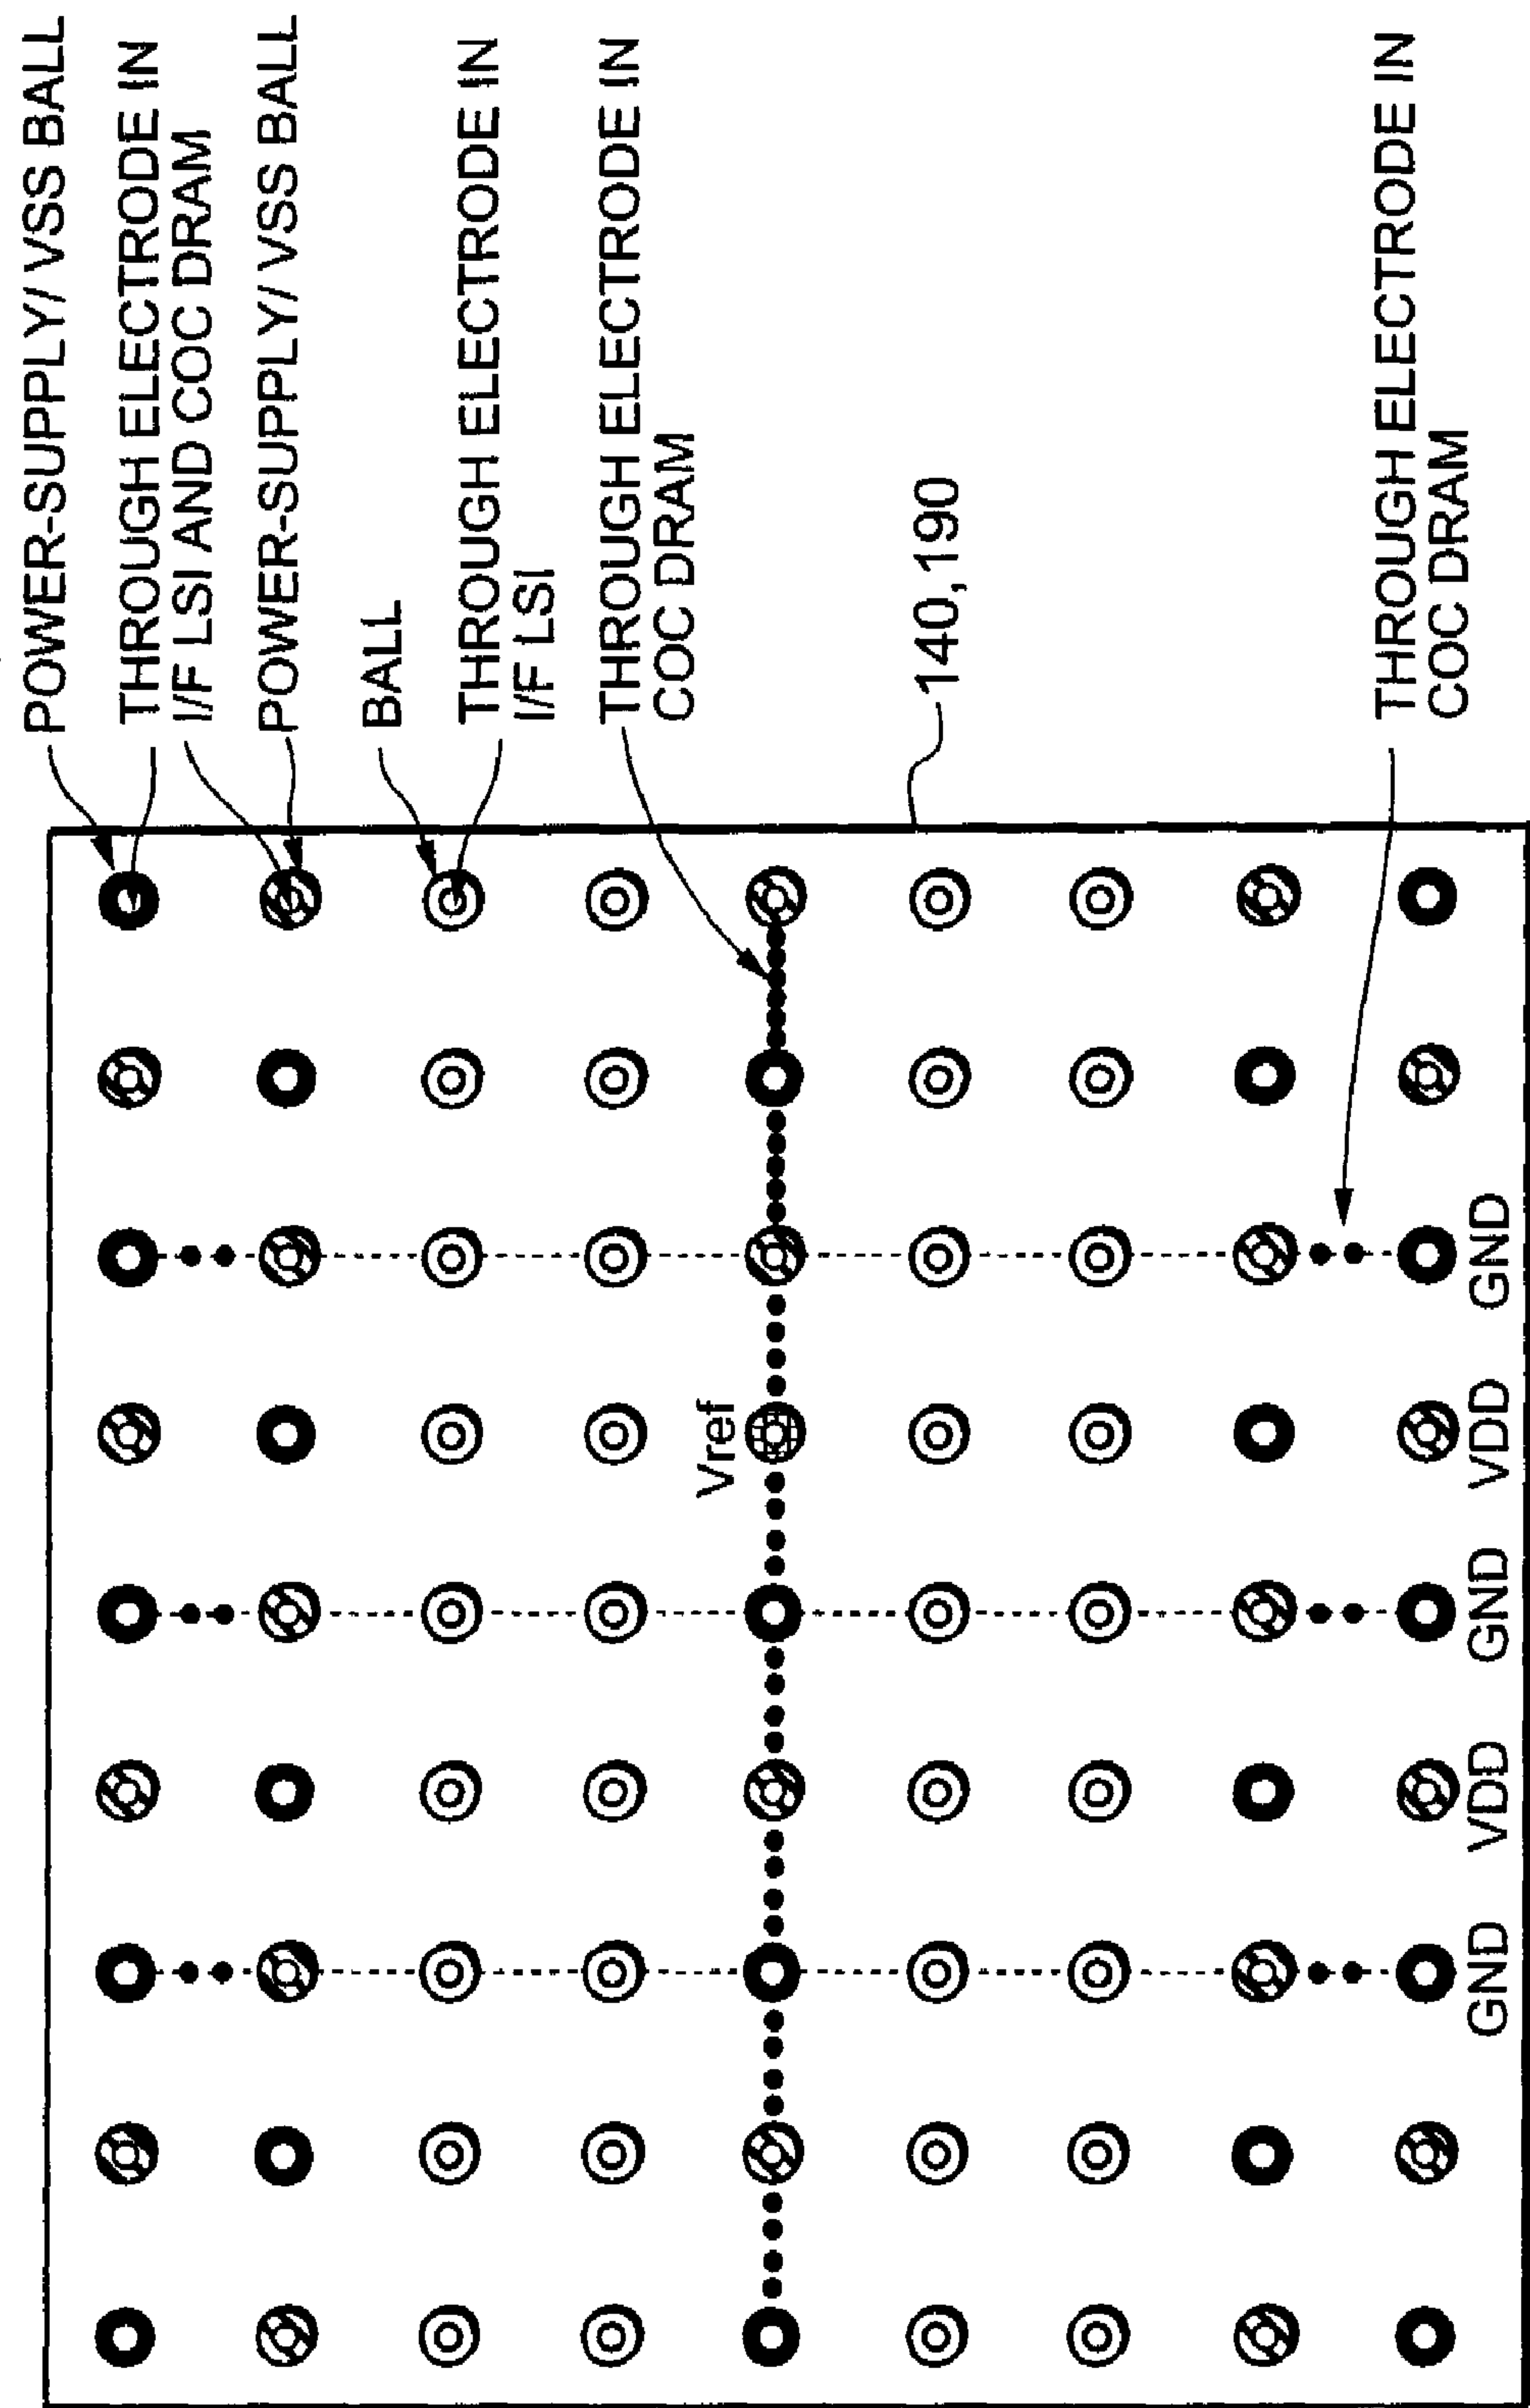 POWER-SUPPLY/ VSS BALL
THROUGH ELECTRODE IN
I/F LSI AND COC DRAM
POWER-SUPPLY/ VSS BALL
BALL
THROUGH ELECTRODE IN
I/F LSI
THROUGH ELECTRODE IN
COC DRAM
140,190
THROUGH ELECTRODE IN
COC DRAM
Vref
GND VDD GND VDD GND